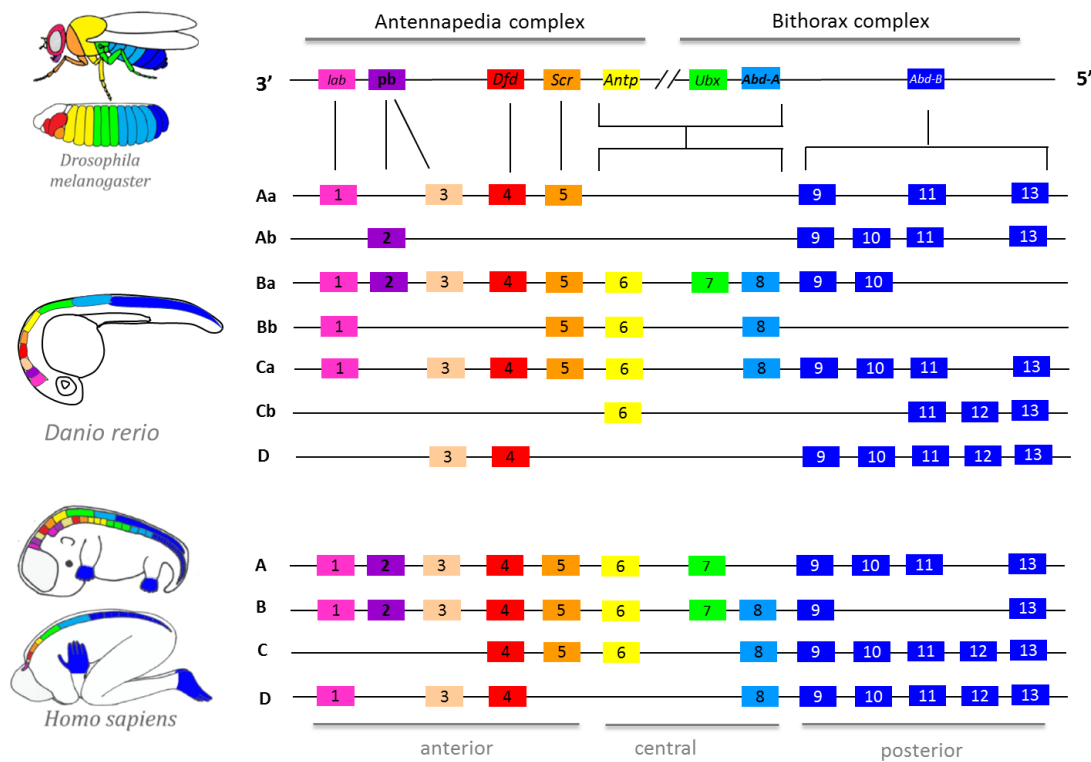 Antennapedia complex Bithorax complex
3’ lab pb Dfd Scr Antp Ubx Abd-A Abd-B 5’
Drosophila
melanogaster
Aa 1 3 4 5 9 11 13
Ab 2 9 10 11 13
Ba 1 2 3 4 5 6 7 8 9 10
Bb 1 5 6 8
Ca 1 3 4 5 6 8 9 10 11 13
Cb 6 11 12 13
Danio rerio
D 3 4 9 10 11 12 13
A 1 2 3 4 5 6 7 9 10 11 13
B 1 2 3 4 5 6 7 8 9 13
C 4 5 6 8 9 10 11 12 13
D 1 3 4 8 9 10 11 12 13
Homo sapiens
anterior central posterior